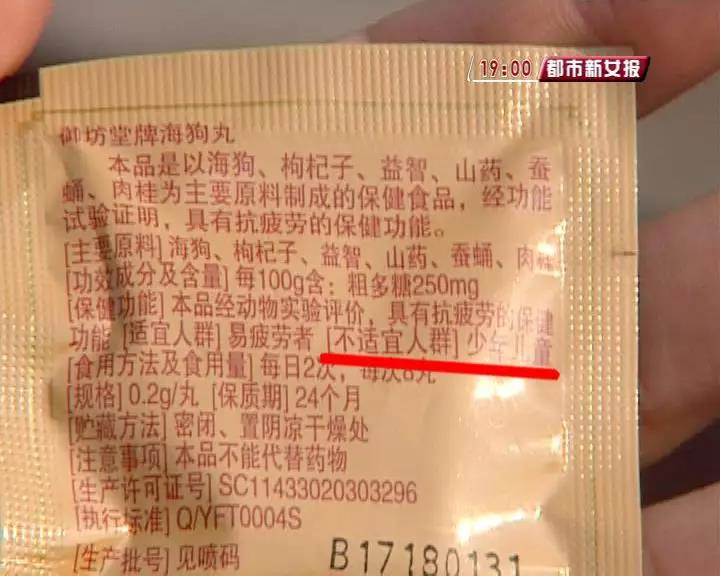 19:00 都市新女报
御坊堂牌海狗丸
本品是以海狗、枸杞子、益智、山药、蚕
蛹、肉桂为主要原料制成的保健食品，经功能
试验证明，具有抗疲劳的保健功能。
[主要原料] 海狗、枸杞子、益智、山药、蚕蛹、肉桂
[功效成分及含量] 每100g含：粗多糖250mg
[保健功能] 本品经动物实验评价，具有抗疲劳的保健
功能 [适宜人群] 易疲劳者 [不适宜人群] 少年儿童
[食用方法及食用量] 每日2次，每次8丸
[规格] 0.2g/丸 [保质期] 24个月
[贮藏方法] 密闭、置阴凉干燥处
[注意事项] 本品不能代替药物
[生产许可证号] SC11433020303296
[执行标准] Q/YFT0004S
[生产批号] 见喷码
B17180131